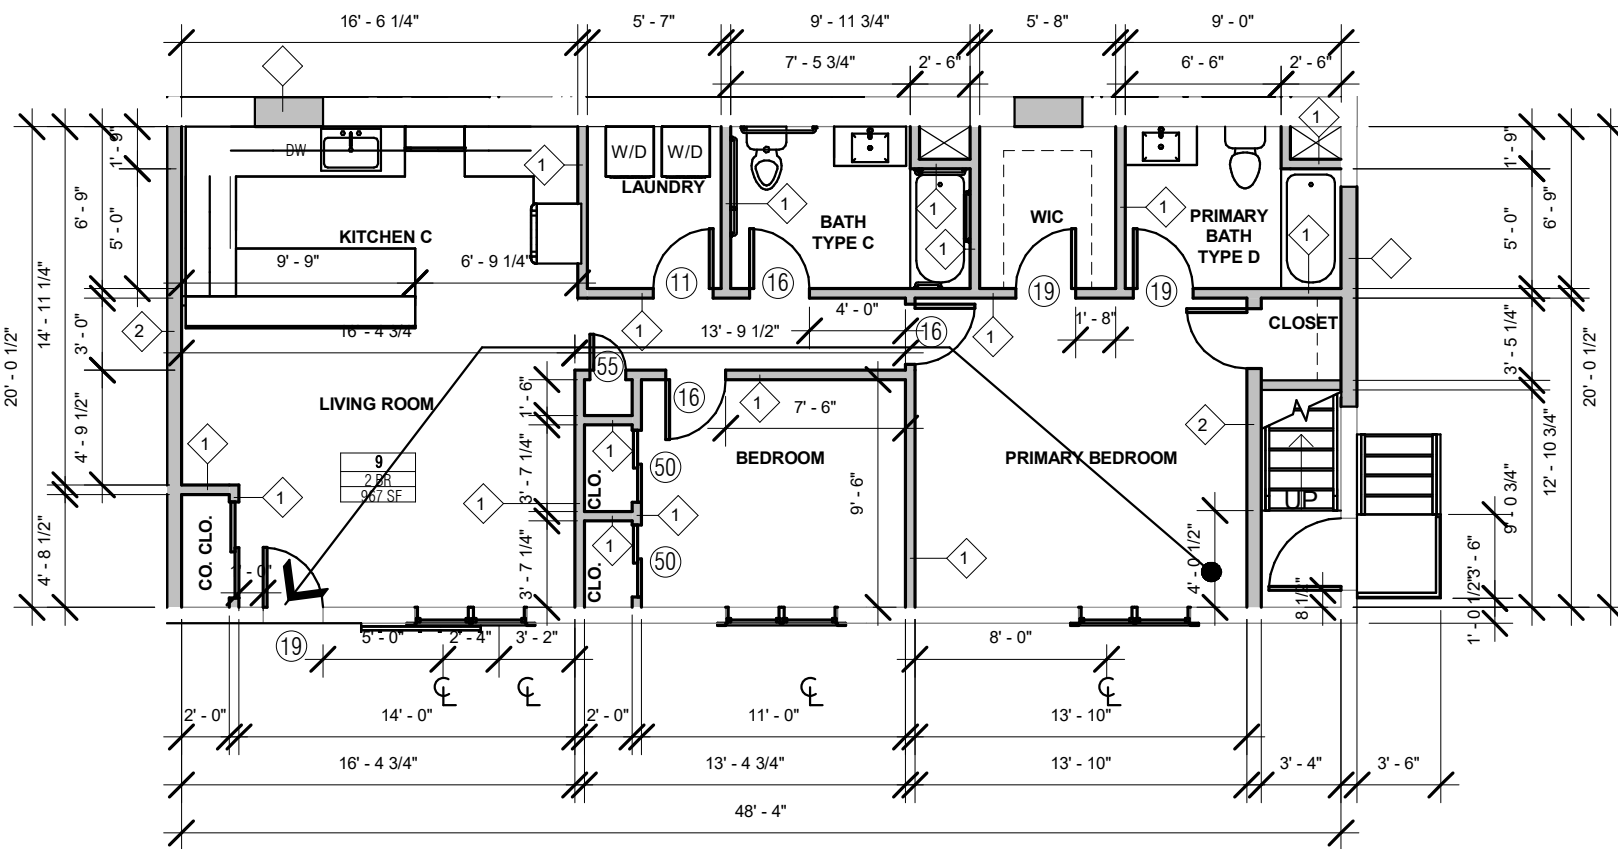 16' - 6 1/4" 5' - 7" 9' - 11 3/4" 5' - 8" 9' - 0"
7' - 5 3/4" 2' - 6" 6' - 6" 2' - 6"
1
1' - 9" DW W/D W/D 1' - 9"
1
LAUNDRY
6' - 9" 5' - 0" 1 1 1 5' - 0" 6' - 9"
KITCHEN C
BATH
TYPE C
WIC
PRIMARY
BATH
TYPE D
1 1
9' - 9" 6' - 9 1/4"
11 16 19 19
20' - 0 1/2" 14' - 11 1/4" 3' - 0" 2
16' - 4 3/4" 1 13' - 9 1/2" 4' - 0" 16 1 1' - 8" CLOSET 3' - 5 1/4" 20' - 0 1/2"
55
4' - 9 1/2" LIVING ROOM 1' - 6" 16 1 7' - 6"
2
1 1
9
2 BR
967 SF
3' - 7 1/4" CLO. 50 BEDROOM PRIMARY BEDROOM 12' - 10 3/4"
1 1 1 9' - 6" UP 9' - 0 3/4"
4' - 8 1/2" CO. CLO. 3' - 7 1/4" CLO. 1 50 1 4' - 0 1/2" 3' - 6"
1' - 0" 8 1/2" 1' - 0 1/2"
19 5' - 0" 2' - 4" 3' - 2" 8' - 0"
CL CL CL CL
2' - 0" 14' - 0" 2' - 0" 11' - 0" 13' - 10"
16' - 4 3/4" 13' - 4 3/4" 13' - 10" 3' - 4" 3' - 6"
48' - 4"